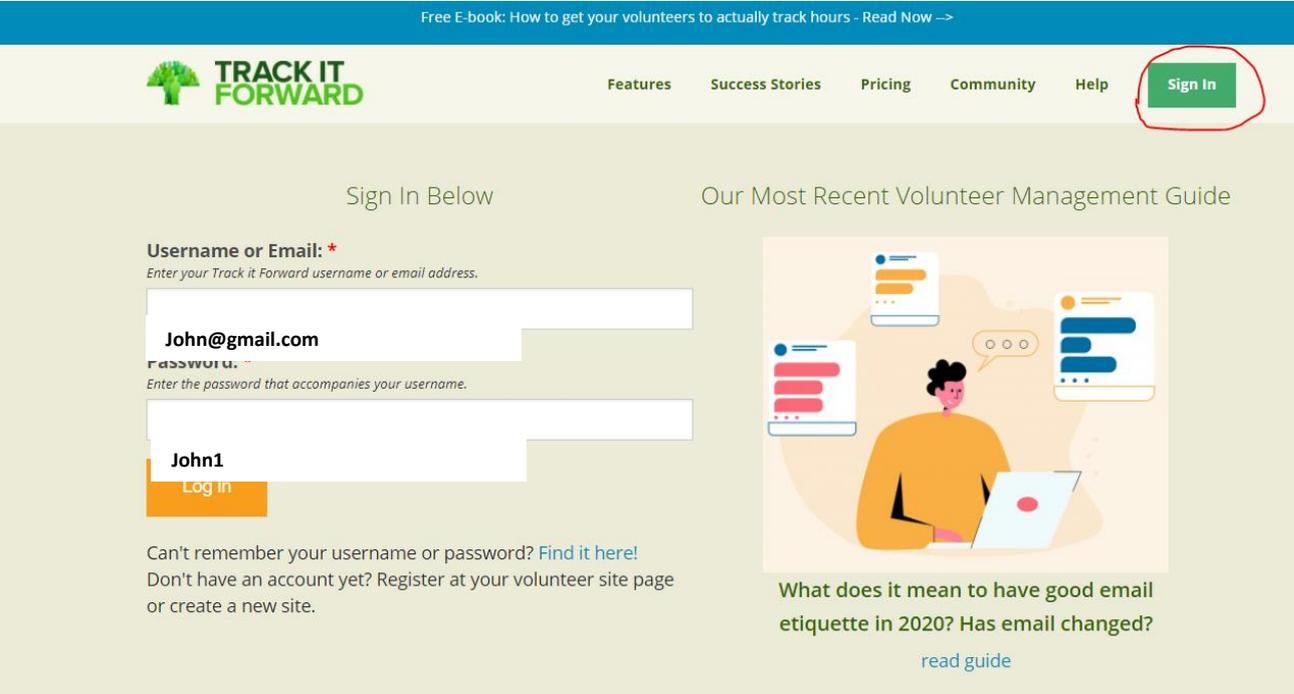 Free E-book: How to get your volunteers to actually track hours - Read Now -->
TRACK IT
FORWARD
Features Success Stories Pricing Community Help Sign In
Sign In Below
Username or Email: *
Enter your Track it Forward username or email address.
John@gmail.com
Password: *
Enter the password that accompanies your username.
John1
Log In
Can't remember your username or password? Find it here!
Don't have an account yet? Register at your volunteer site page
or create a new site.
Our Most Recent Volunteer Management Guide
What does it mean to have good email
etiquette in 2020? Has email changed?
read guide